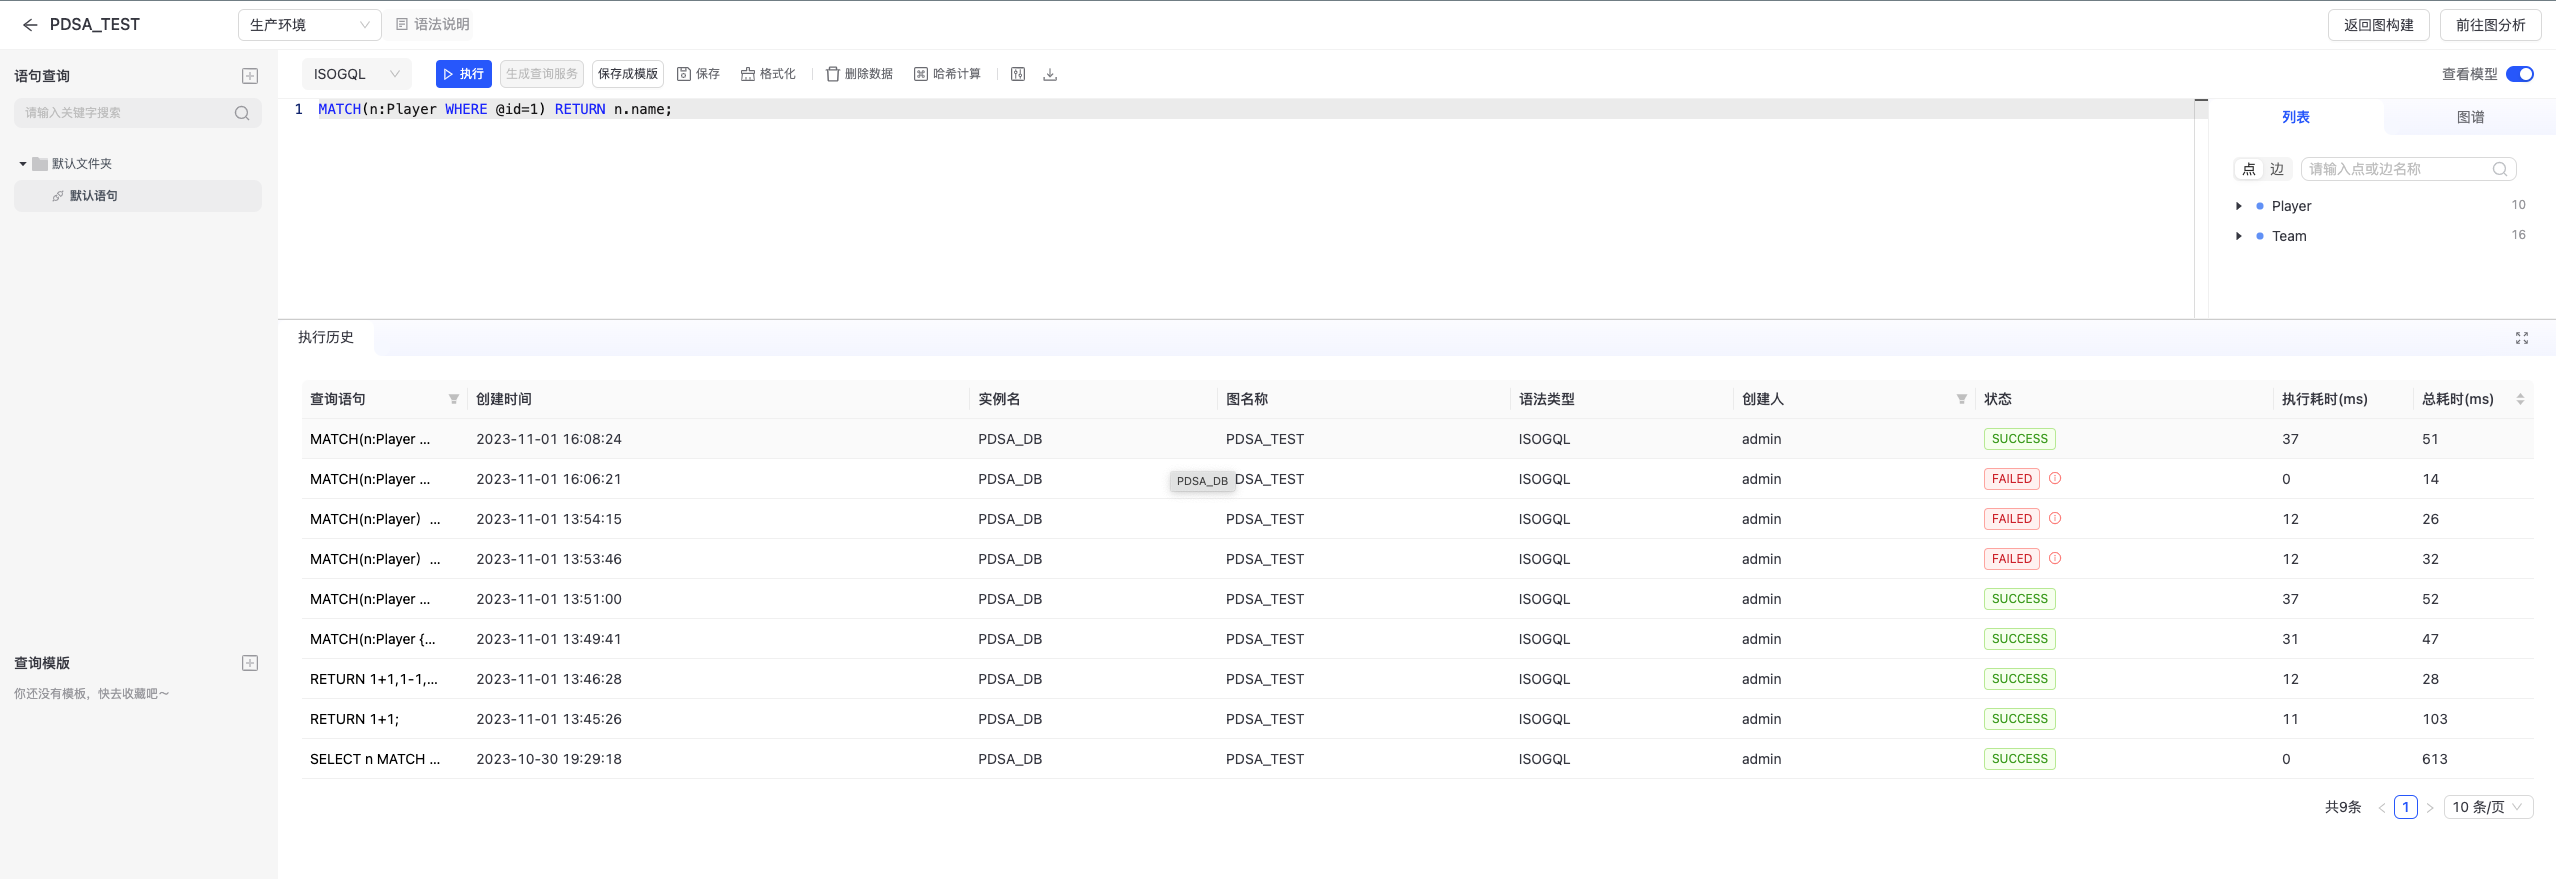 PDSA_TEST 生产环境 语法说明 返回图构建 前往图分析
语句查询 ISOGQL 执行 生成查询服务 保存成模版 保存 格式化 删除数据 哈希计算 查看模型
请输入关键字搜索
1 MATCH(n:Player WHERE @id=1) RETURN n.name;
列表 图谱
默认文件夹
默认语句
点 边 请输入点或边名称
Player 10
Team 16
执行历史
查询语句 创建时间 实例名 图名称 语法类型 创建人 状态 执行耗时(ms) 总耗时(ms)
MATCH(n:Player ... 2023-11-01 16:08:24 PDSA_DB PDSA_TEST ISOGQL admin SUCCESS 37 51
MATCH(n:Player ... 2023-11-01 16:06:21 PDSA_DB PDSA_DB DSA_TEST ISOGQL admin FAILED 0 14
MATCH(n:Player） ... 2023-11-01 13:54:15 PDSA_DB PDSA_TEST ISOGQL admin FAILED 12 26
MATCH(n:Player） ... 2023-11-01 13:53:46 PDSA_DB PDSA_TEST ISOGQL admin FAILED 12 32
MATCH(n:Player ... 2023-11-01 13:51:00 PDSA_DB PDSA_TEST ISOGQL admin SUCCESS 37 52
MATCH(n:Player {... 2023-11-01 13:49:41 PDSA_DB PDSA_TEST ISOGQL admin SUCCESS 31 47
RETURN 1+1,1-1,... 2023-11-01 13:46:28 PDSA_DB PDSA_TEST ISOGQL admin SUCCESS 12 28
RETURN 1+1; 2023-11-01 13:45:26 PDSA_DB PDSA_TEST ISOGQL admin SUCCESS 11 103
SELECT n MATCH ... 2023-10-30 19:29:18 PDSA_DB PDSA_TEST ISOGQL admin SUCCESS 0 613
查询模版
你还没有模板，快去收藏吧～
共9条 < 1 > 10 条/页